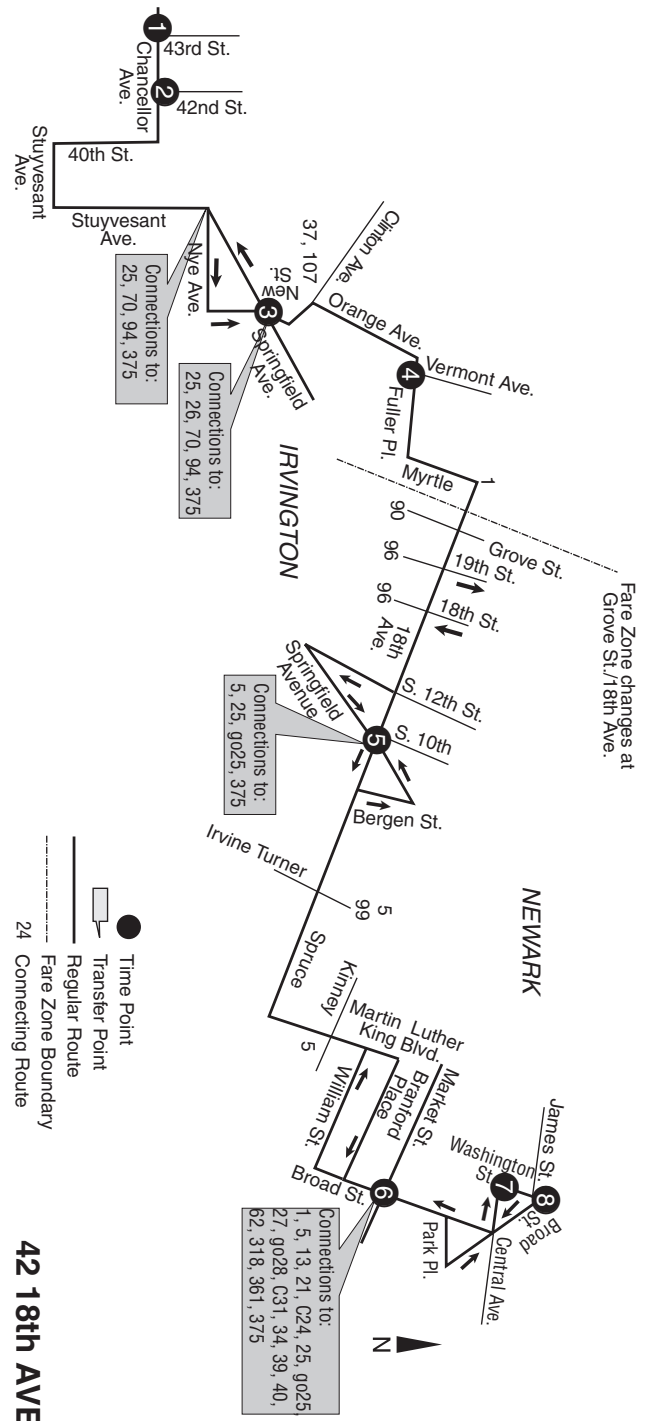 1
43rd St.
Chancellor
Ave.
2
42nd St.
40th St.
Stuyvesant
Ave.
Stuyvesant
Ave.
Nye Ave.
Connections to:
25, 70, 94, 375
37, 107
Clinton Ave.
New
St.
3
Springfield
Ave.
Connections to:
25, 26, 70, 94, 375
Orange Ave.
4
Vermont Ave.
Fuller Pl.
Myrtle
1
IRVINGTON
Fare Zone changes at
Grove St./18th Ave.
90
Grove St.
96
19th St.
96
18th St.
18th
Ave.
S. 12th St.
Springfield
Avenue
5
S. 10th
Connections to:
5, 25, go25, 375
Bergen St.
Irvine Turner
5
99
NEWARK
Spruce
Kinney
5
Martin Luther
King Blvd.
William St.
Branford
Place
Market St.
Broad St.
6
Connections to:
1, 5, 13, 21, C24, 25, go25,
27, go28, C31, 34, 39, 40,
62, 318, 361, 375
James St.
Washington
St.
7
8
Broad
St.
Central Ave.
Park Pl.
N
Time Point
Transfer Point
Regular Route
Fare Zone Boundary
24 Connecting Route
42 18th AVE